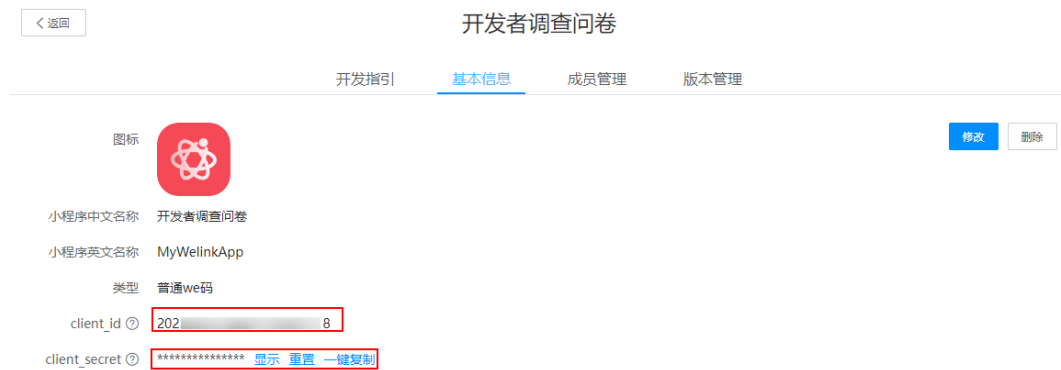 返回
开发者调查问卷
开发指引 基本信息 成员管理 版本管理
图标 修改 删除
小程序中文名称 开发者调查问卷
小程序英文名称 MyWelinkApp
类型 普通we码
client_id ? 202 8
client_secret ? *************** 显示 重置 一键复制